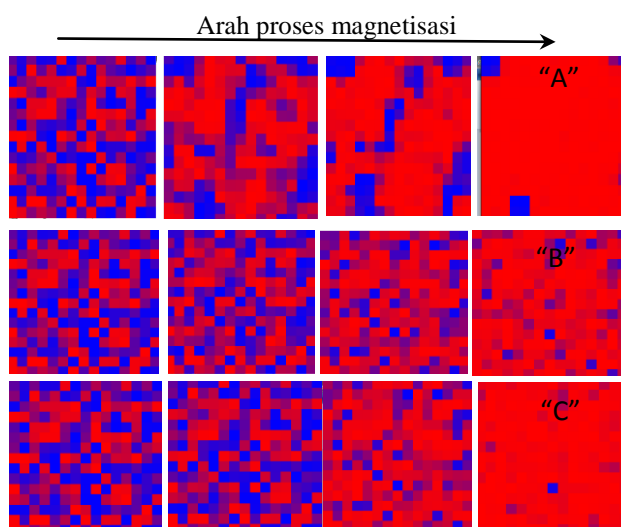 Arah proses magnetisasi
“A”
“B”
“C”